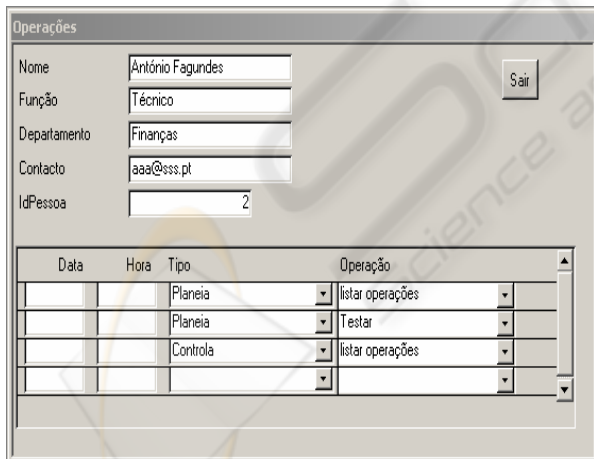 Operações
Nome António Fagundes
Sair
Função Técnico
Departamento Finanças
Contacto aaa@sss.pt
IdPessoa 2
Data Hora Tipo Operação
Planeia listar operações
Planeia Testar
Controla listar operações
Science a